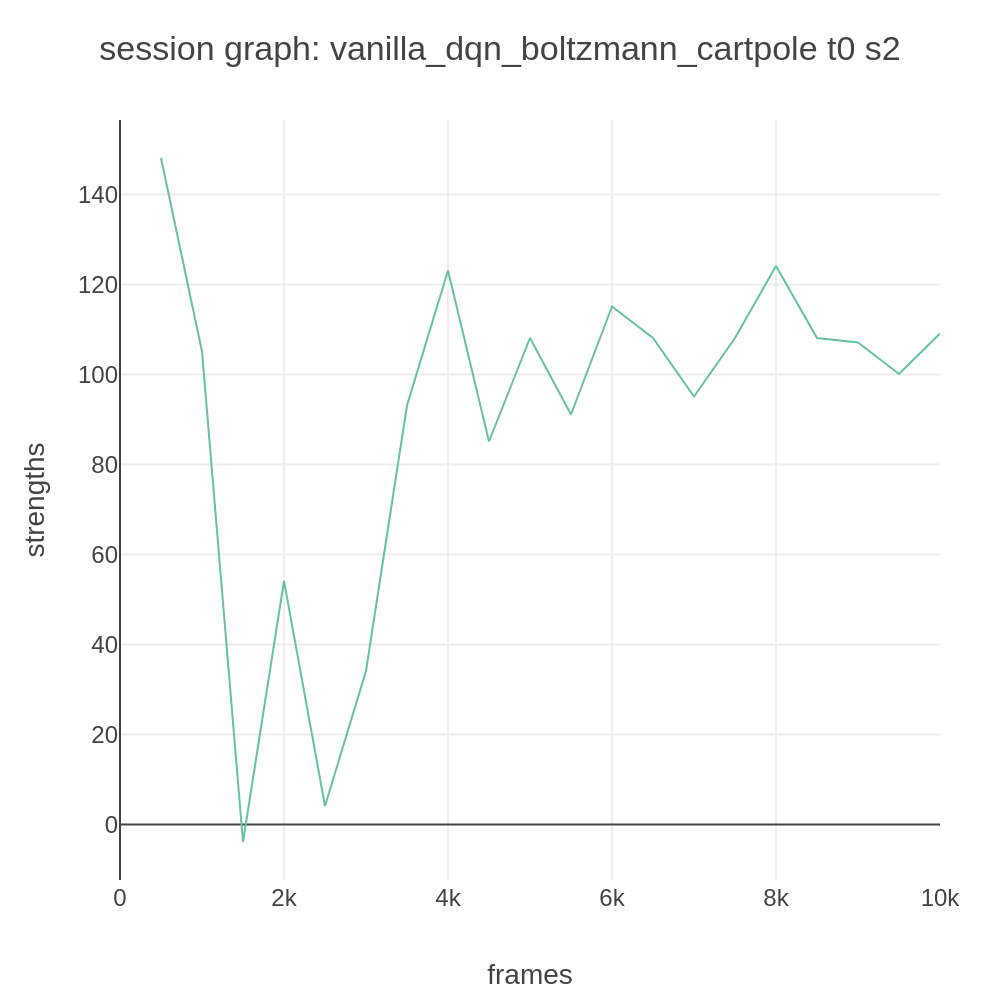 session graph: vanilla_dqn_boltzmann_cartpole t0 s2
140
120
100
80
60
40
20
0
strengths
0 2k 4k 6k 8k 10k
frames